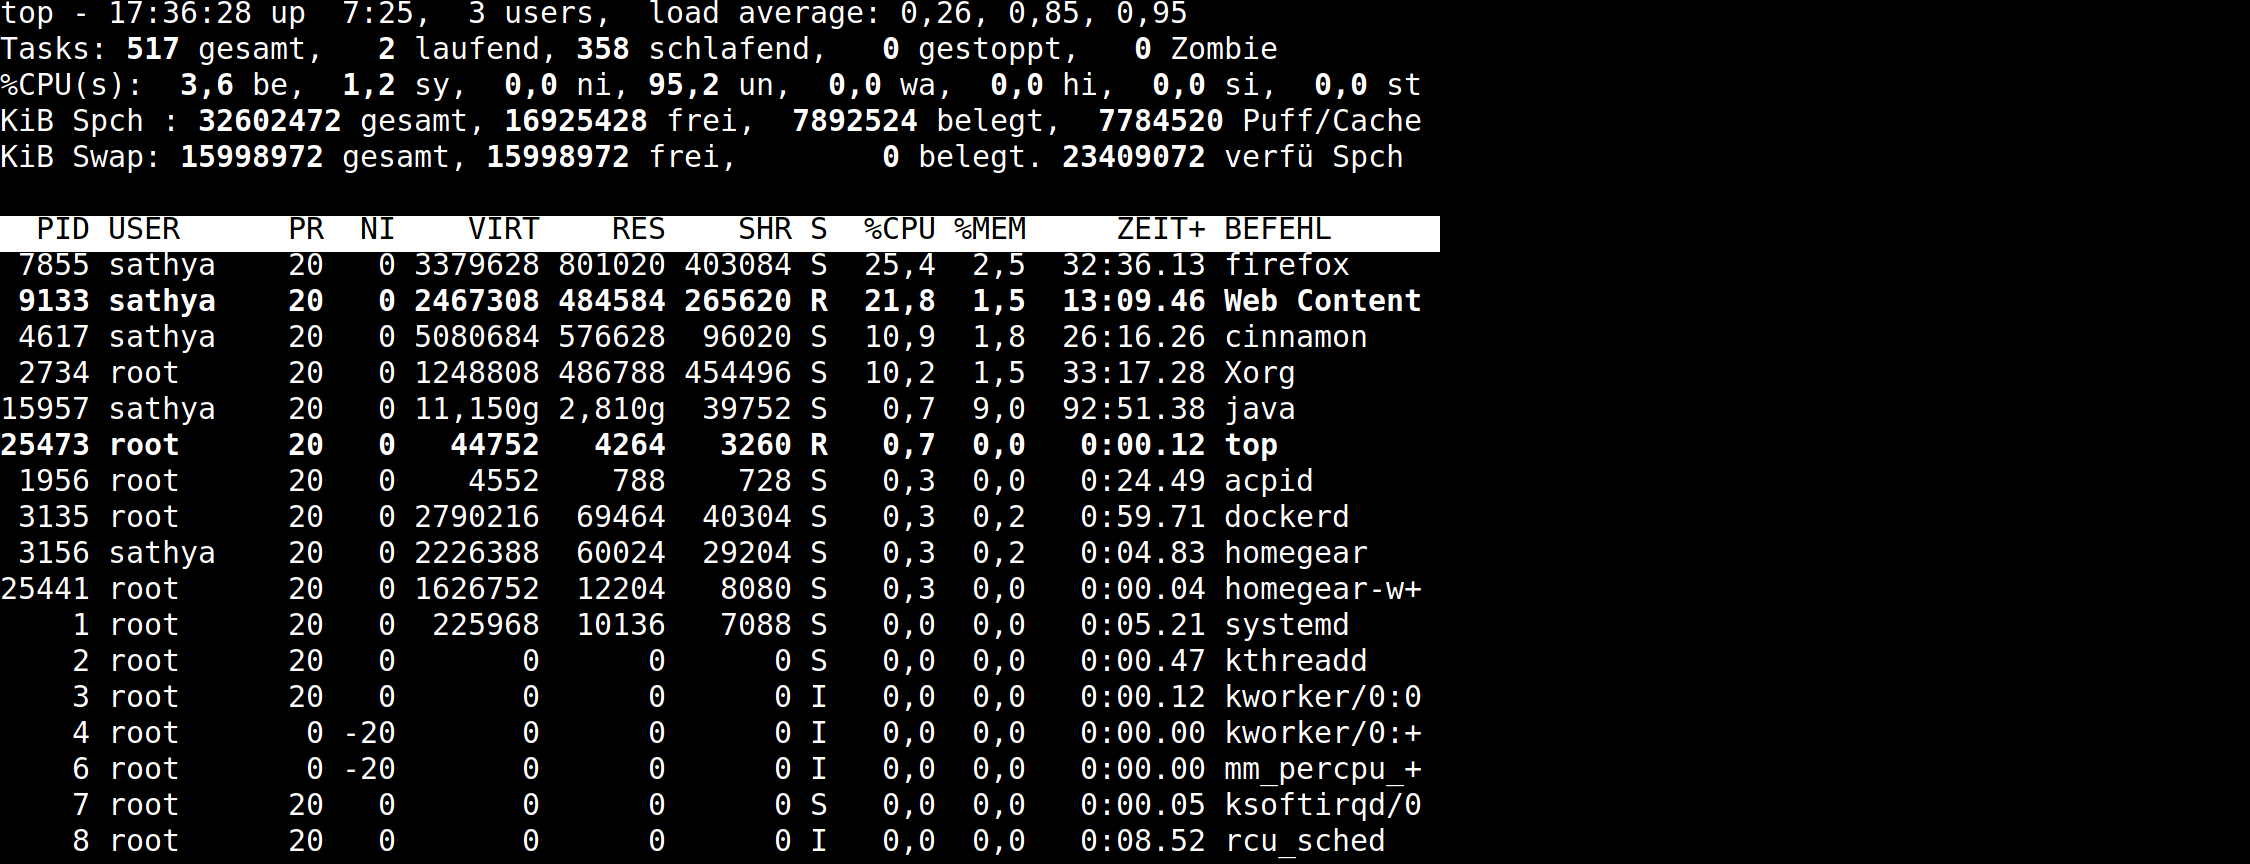 top - 17:36:28 up  7:25,  3 users,  load average: 0,26, 0,85, 0,95
Tasks: 517 gesamt,   2 laufend, 358 schlafend,   0 gestoppt,   0 Zombie
%CPU(s):  3,6 be,  1,2 sy,  0,0 ni, 95,2 un,  0,0 wa,  0,0 hi,  0,0 si,  0,0 st
KiB Spch : 32602472 gesamt, 16925428 frei,  7892524 belegt,  7784520 Puff/Cache
KiB Swap: 15998972 gesamt, 15998972 frei,        0 belegt. 23409072 verfü Spch
  PID USER      PR  NI    VIRT    RES    SHR S  %CPU %MEM     ZEIT+ BEFEHL
 7855 sathya    20   0 3379628 801020 403084 S  25,4  2,5  32:36.13 firefox
 9133 sathya    20   0 2467308 484584 265620 R  21,8  1,5  13:09.46 Web Content
 4617 sathya    20   0 5080684 576628  96020 S  10,9  1,8  26:16.26 cinnamon
 2734 root      20   0 1248808 486788 454496 S  10,2  1,5  33:17.28 Xorg
15957 sathya    20   0 11,150g 2,810g  39752 S   0,7  9,0  92:51.38 java
25473 root      20   0   44752   4264   3260 R   0,7  0,0   0:00.12 top
 1956 root      20   0    4552    788    728 S   0,3  0,0   0:24.49 acpid
 3135 root      20   0 2790216  69464  40304 S   0,3  0,2   0:59.71 dockerd
 3156 sathya    20   0 2226388  60024  29204 S   0,3  0,2   0:04.83 homegear
25441 root      20   0 1626752  12204   8080 S   0,3  0,0   0:00.04 homegear-w+
    1 root      20   0  225968  10136   7088 S   0,0  0,0   0:05.21 systemd
    2 root      20   0       0      0      0 S   0,0  0,0   0:00.47 kthreadd
    3 root      20   0       0      0      0 I   0,0  0,0   0:00.12 kworker/0:0
    4 root       0 -20       0      0      0 I   0,0  0,0   0:00.00 kworker/0:+
    6 root       0 -20       0      0      0 I   0,0  0,0   0:00.00 mm_percpu_+
    7 root      20   0       0      0      0 S   0,0  0,0   0:00.05 ksoftirqd/0
    8 root      20   0       0      0      0 I   0,0  0,0   0:08.52 rcu_sched